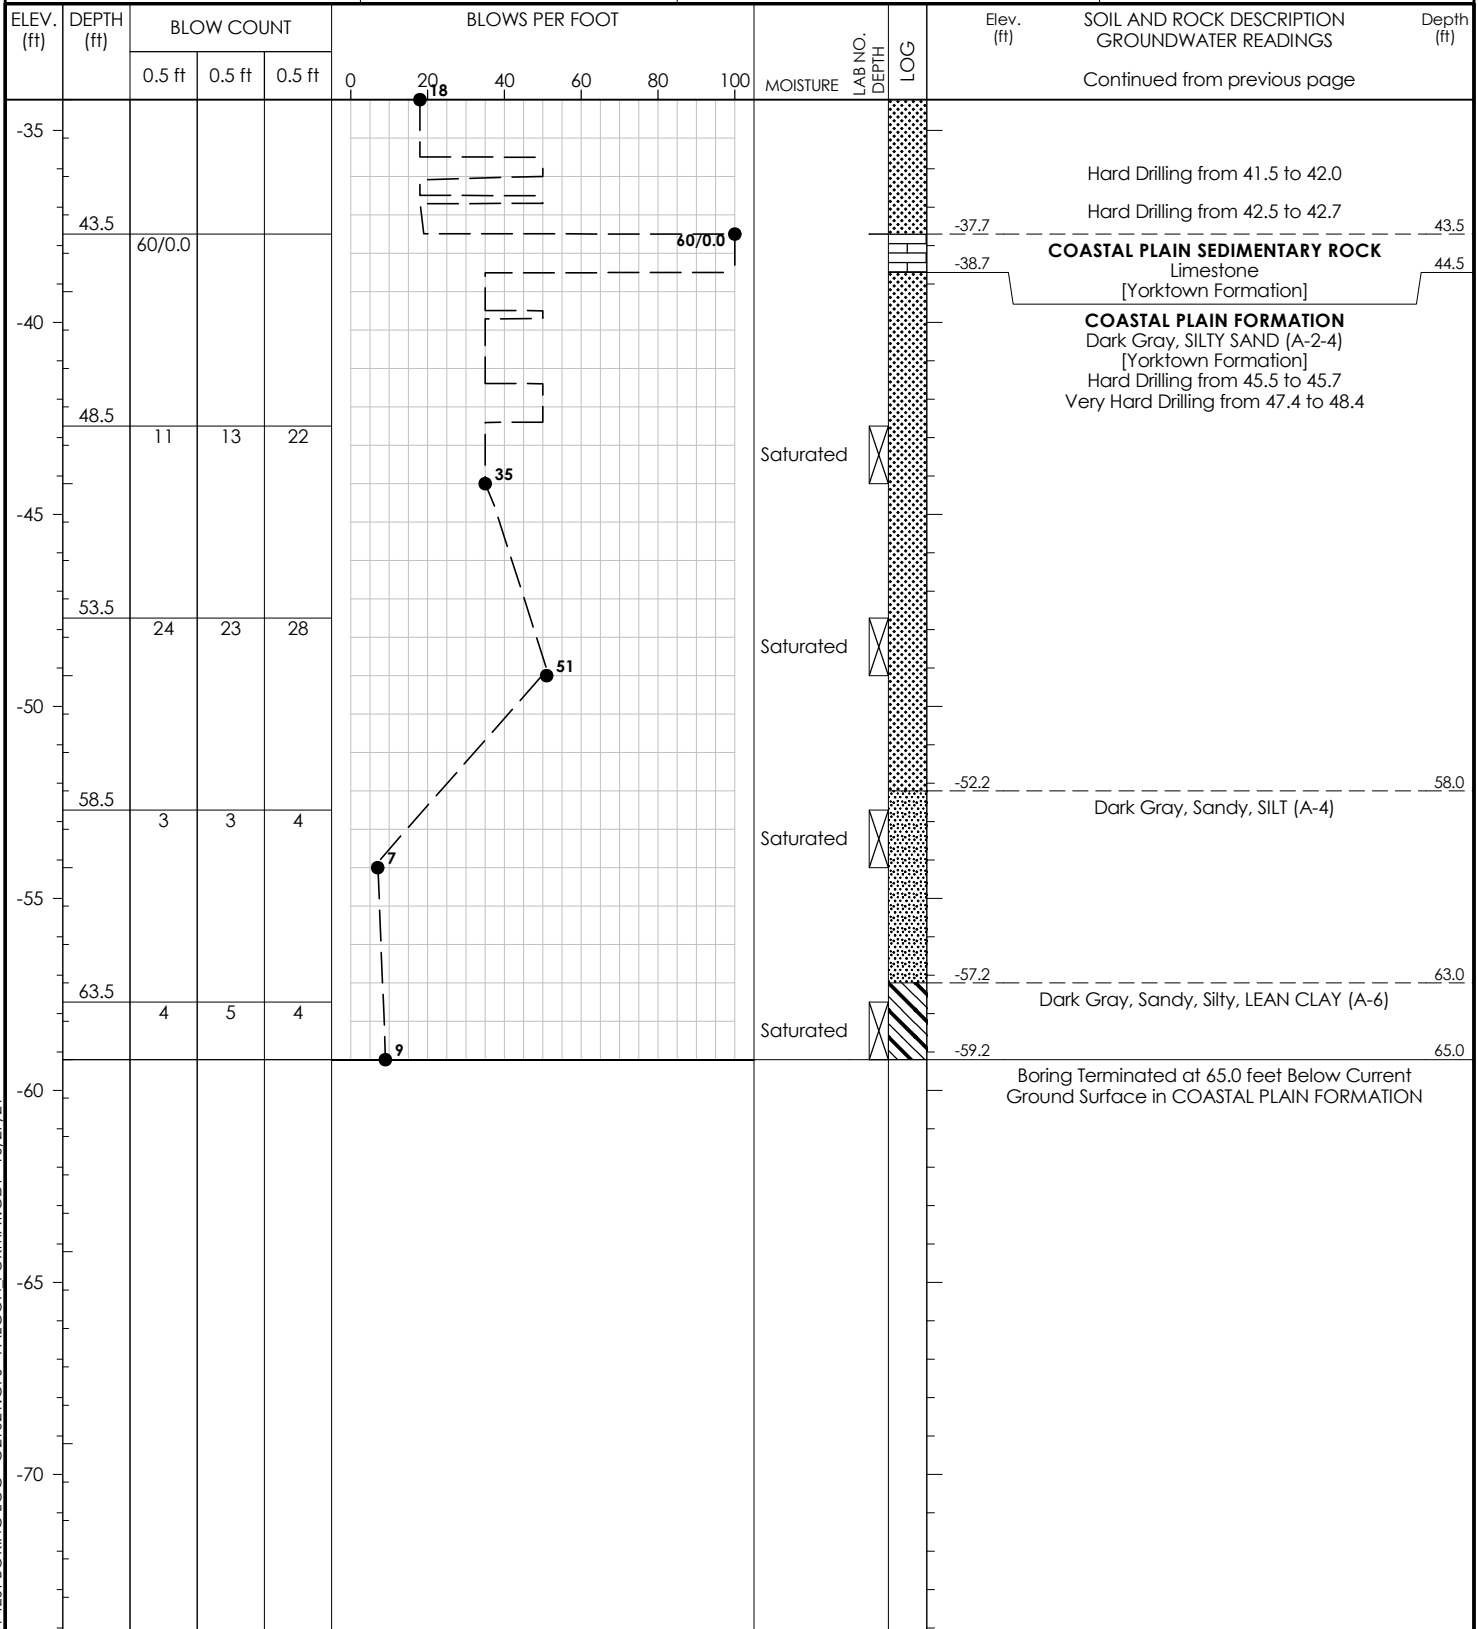 ELEV. (ft)
DEPTH (ft)
BLOW COUNT
0.5 ft 0.5 ft 0.5 ft
BLOWS PER FOOT
0 20 40 60 80 100
MOISTURE
LAB NO. DEPTH
LOG
Elev. (ft)
SOIL AND ROCK DESCRIPTION
GROUNDWATER READINGS
Depth (ft)
Continued from previous page
18
-35
Hard Drilling from 41.5 to 42.0
Hard Drilling from 42.5 to 42.7
43.5
60/0.0
60/0.0
-37.7 43.5
COASTAL PLAIN SEDIMENTARY ROCK
Limestone
[Yorktown Formation]
-38.7 44.5
-40
COASTAL PLAIN FORMATION
Dark Gray, SILTY SAND (A-2-4)
[Yorktown Formation]
Hard Drilling from 45.5 to 45.7
Very Hard Drilling from 47.4 to 48.4
48.5
11 13 22
Saturated
35
-45
53.5
24 23 28
Saturated
51
-50
-52.2 58.0
58.5
3 3 4
Dark Gray, Sandy, SILT (A-4)
Saturated
7
-55
-57.2 63.0
63.5
4 5 4
Dark Gray, Sandy, Silty, LEAN CLAY (A-6)
Saturated
9
-59.2 65.0
Boring Terminated at 65.0 feet Below Current
Ground Surface in COASTAL PLAIN FORMATION
-60
-65
-70